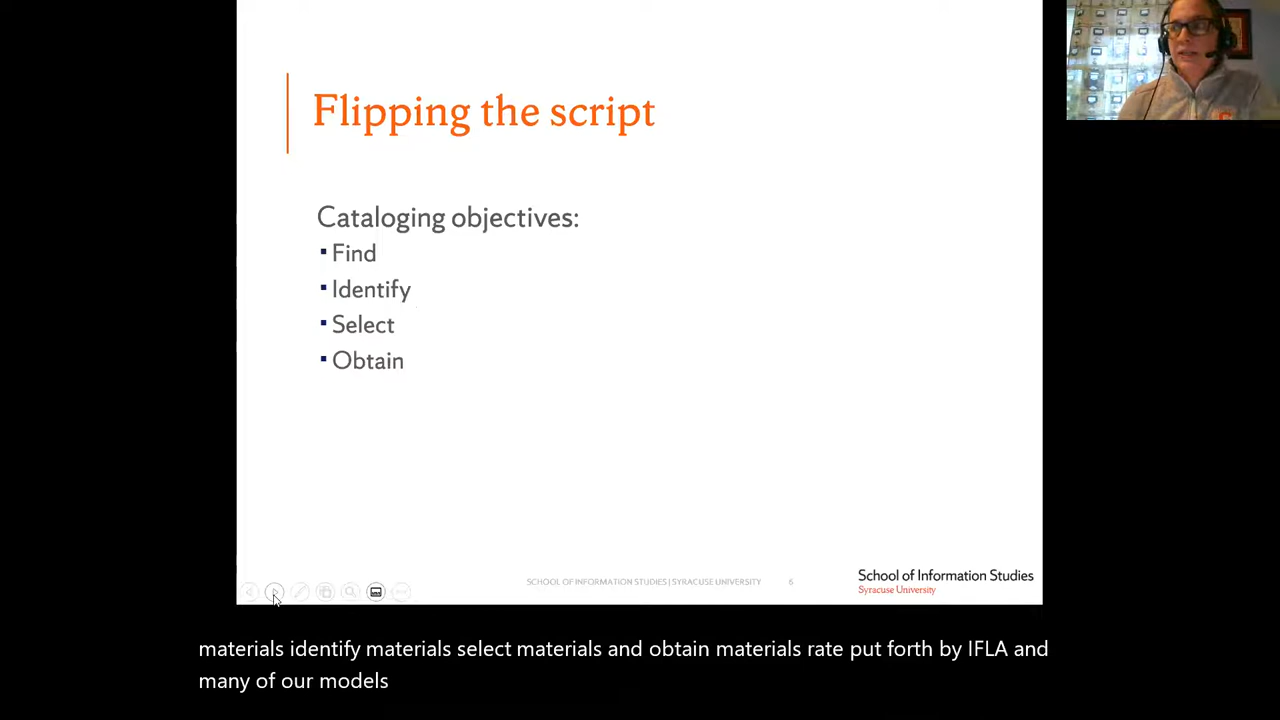 Flipping the script
Cataloging objectives:
▪ Find
▪ Identify
▪ Select
▪ Obtain
SCHOOL OF INFORMATION STUDIES | SYRACUSE UNIVERSITY 6
School of Information Studies
Syracuse University
materials identify materials select materials and obtain materials rate put forth by IFLA and
many of our models